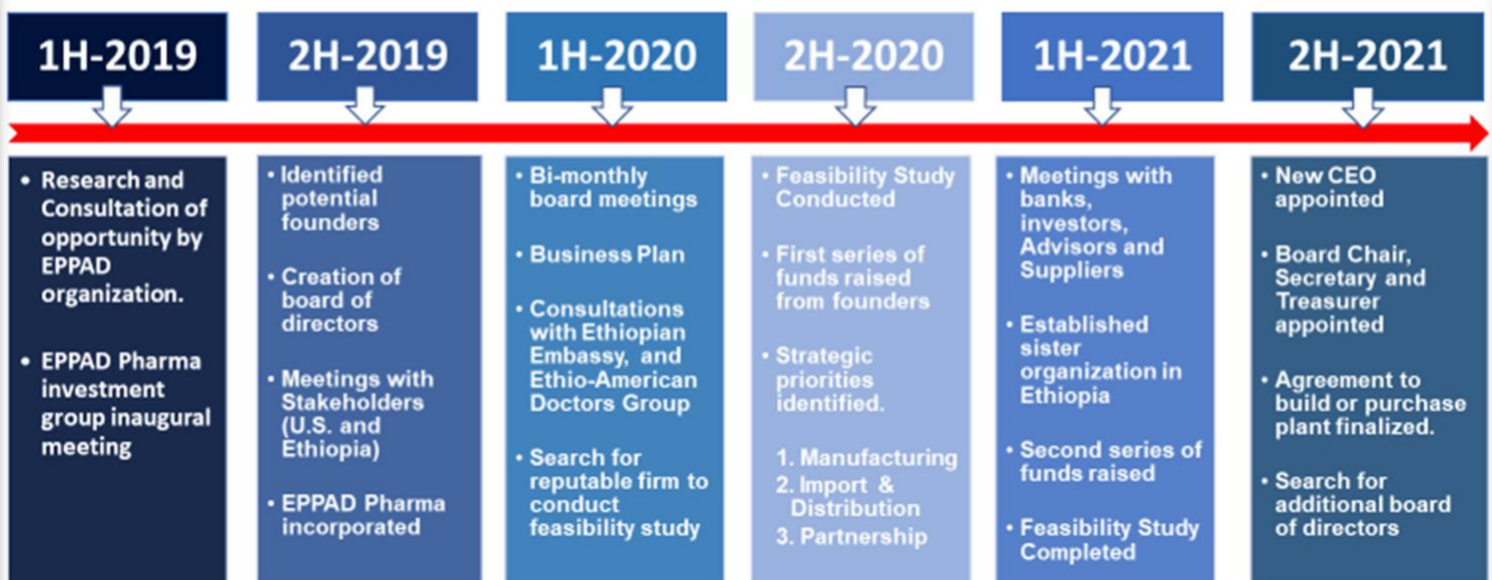 1H-2019
2H-2019
1H-2020
2H-2020
1H-2021
2H-2021
• Research and
Consultation of
opportunity by
EPPAD
organization.
• EPPAD Pharma
investment
group inaugural
meeting
• Identified
potential
founders
• Creation of
board of
directors
• Meetings with
Stakeholders
(U.S. and
Ethiopia)
• EPPAD Pharma
incorporated
• Bi-monthly
board meetings
• Business Plan
• Consultations
with Ethiopian
Embassy, and
Ethio-American
Doctors Group
• Search for
reputable firm to
conduct
feasibility study
• Feasibility Study
Conducted
• First series of
funds raised
from founders
• Strategic
priorities
identified.
1. Manufacturing
2. Import &
Distribution
3. Partnership
• Meetings with
banks,
investors,
Advisors and
Suppliers
• Established
sister
organization in
Ethiopia
• Second series of
funds raised
• Feasibility Study
Completed
• New CEO
appointed
• Board Chair,
Secretary and
Treasurer
appointed
• Agreement to
build or purchase
plant finalized.
• Search for
additional board
of directors